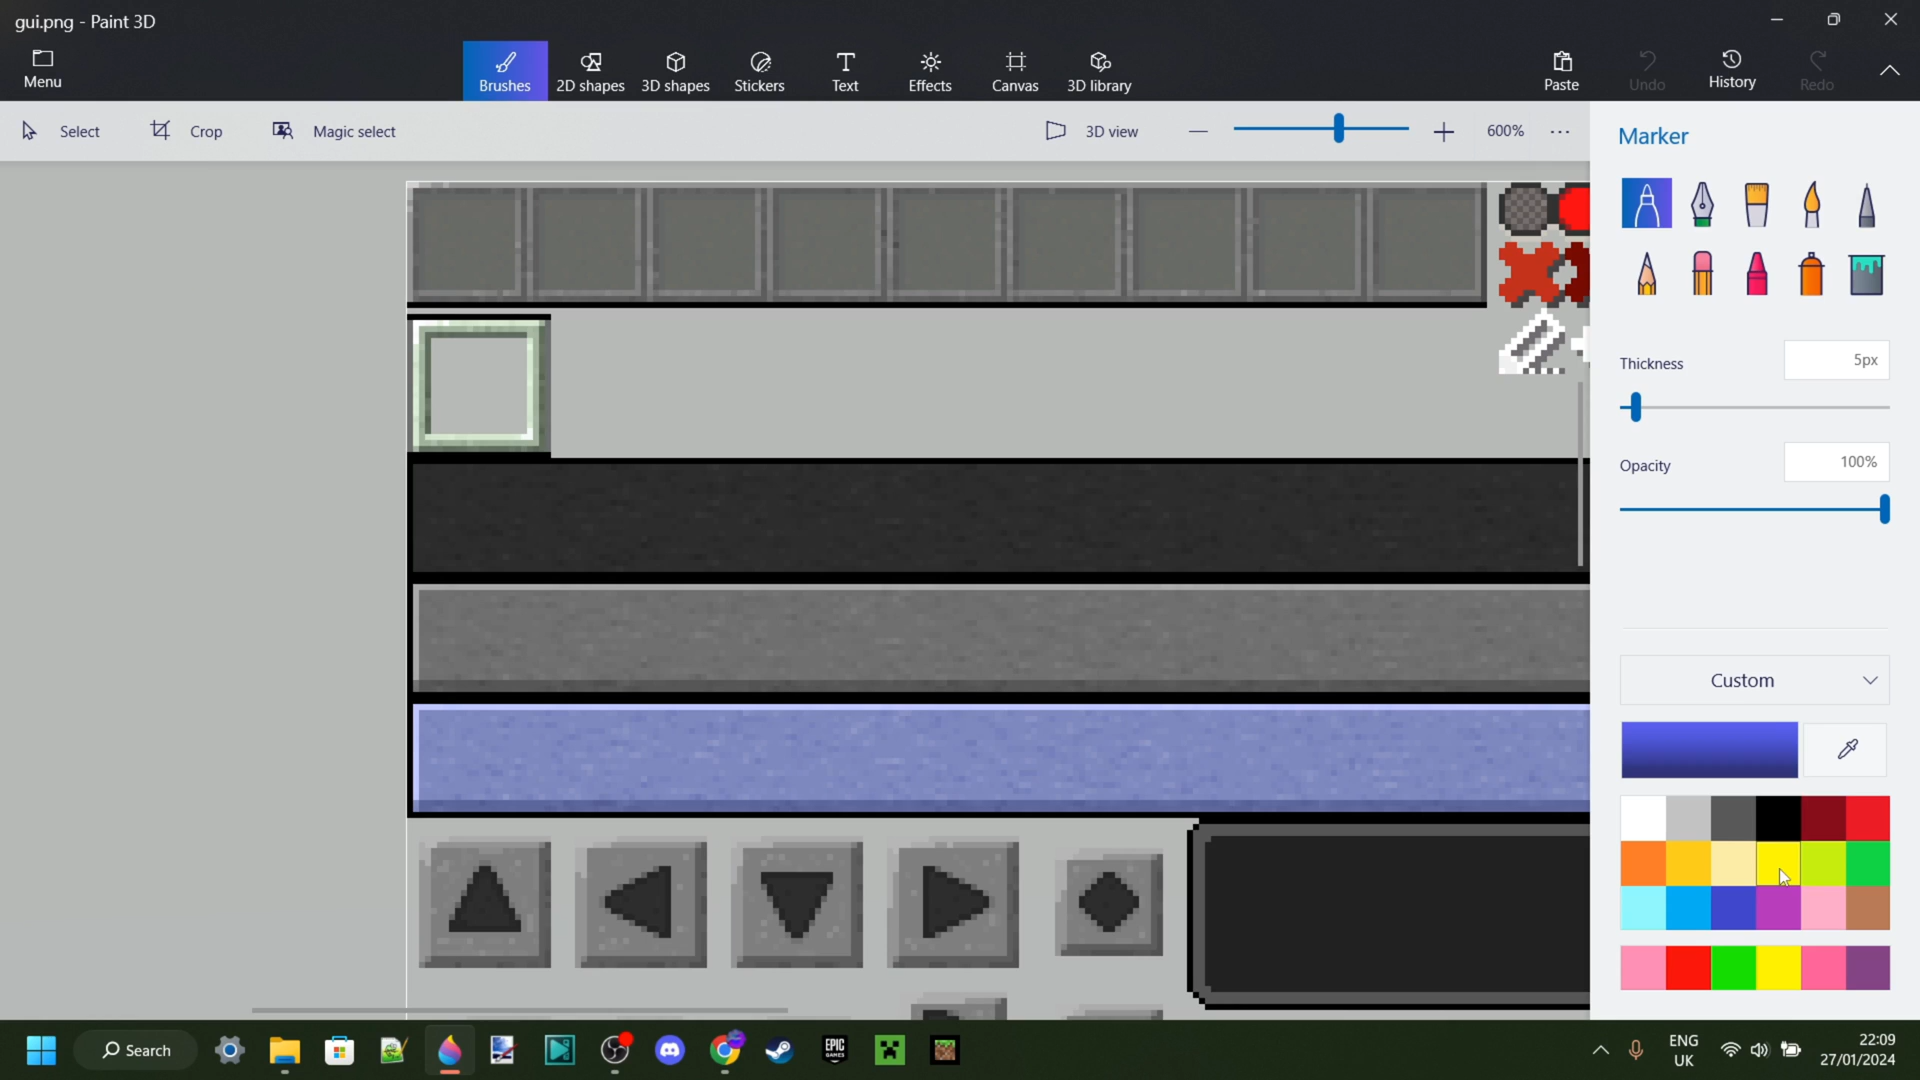 gui.png - Paint 3D
Menu
Brushes
2D shapes
3D shapes
Stickers
Text
Effects
Canvas
3D library
Paste
Undo
History
Redo
Select
Crop
Magic select
3D view
600%
Marker
Thickness
5px
Opacity
100%
Custom
Search
EPIC
GAMES
ENG
UK
22:09
27/01/2024